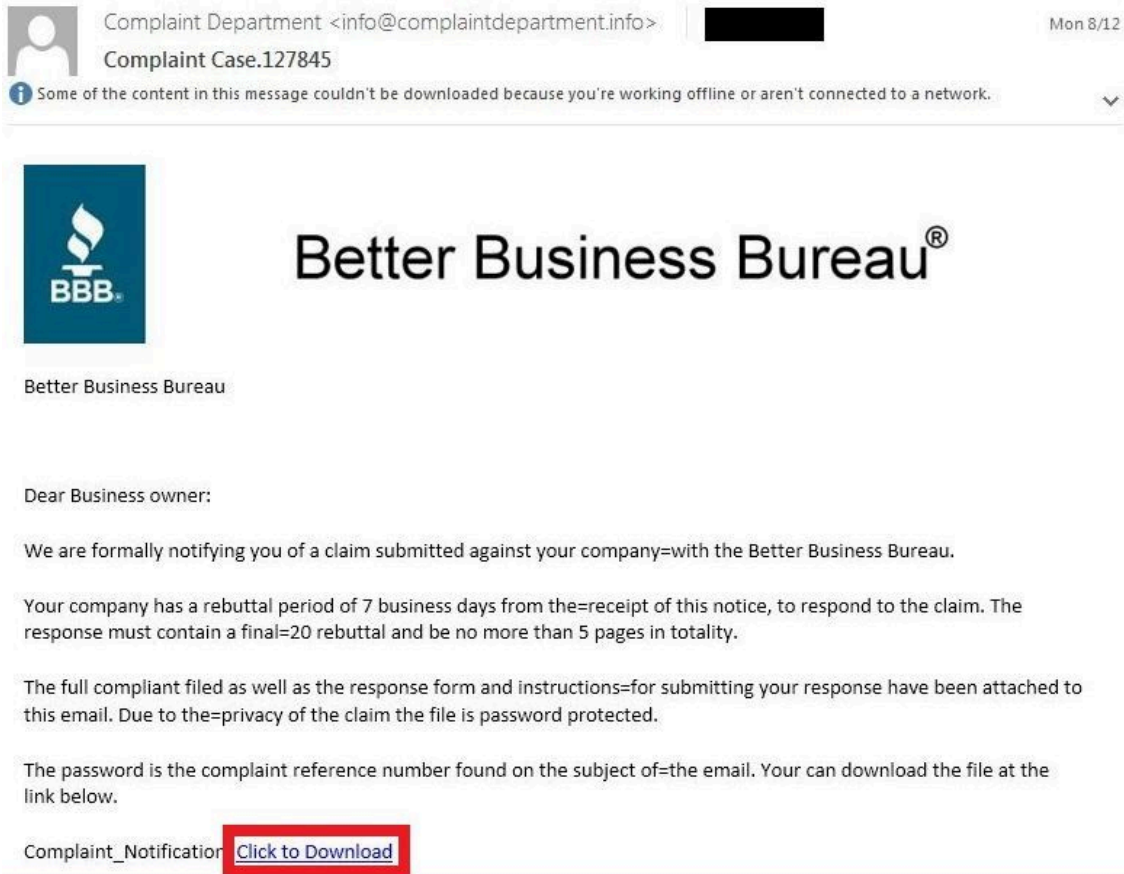 Complaint Department <info@complaintdepartment.info>
Mon 8/12
Complaint Case.127845
Some of the content in this message couldn't be downloaded because you're working offline or aren't connected to a network.
BBB®
Better Business Bureau®
Better Business Bureau
Dear Business owner:
We are formally notifying you of a claim submitted against your company=with the Better Business Bureau.
Your company has a rebuttal period of 7 business days from the=receipt of this notice, to respond to the claim. The
response must contain a final=20 rebuttal and be no more than 5 pages in totality.
The full compliant filed as well as the response form and instructions=for submitting your response have been attached to
this email. Due to the=privacy of the claim the file is password protected.
The password is the complaint reference number found on the subject of=the email. Your can download the file at the
link below.
Complaint_Notification Click to Download